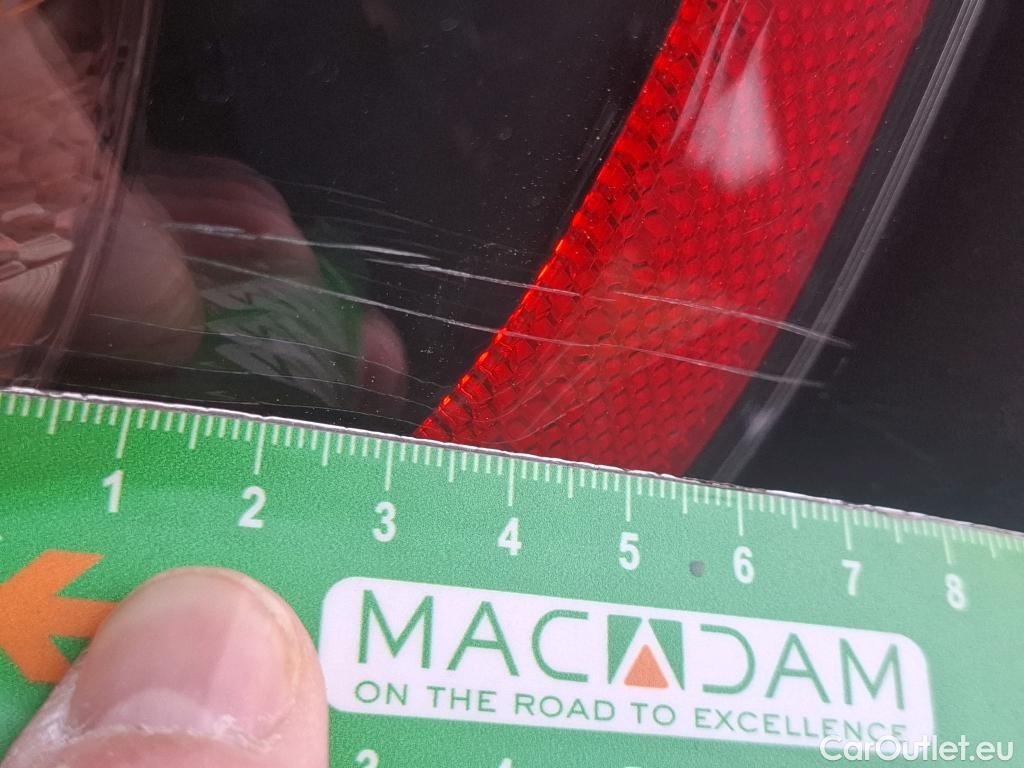 1 2 3 4 5 6 7 8
MACADAM
ON THE ROAD TO EXCELLENCE
CarOutlet.eu